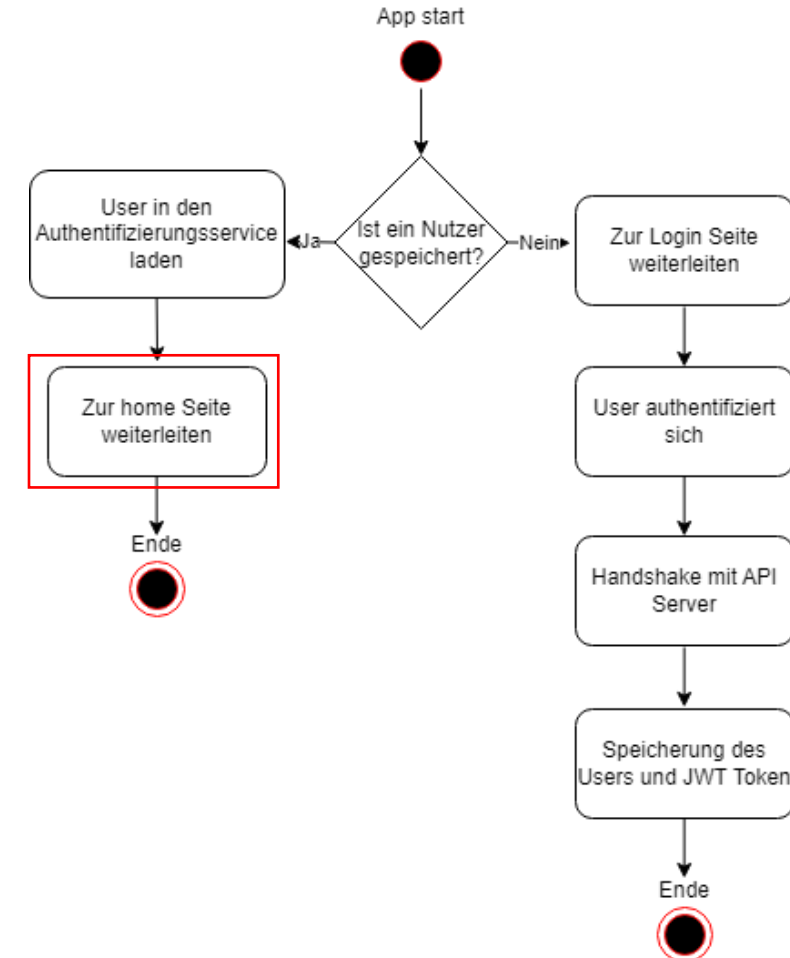 App start
Ist ein Nutzer
gespeichert?
Ja
Nein
User in den
Authentifizierungsservice
laden
Zur home Seite
weiterleiten
Ende
Zur Login Seite
weiterleiten
User authentifiziert
sich
Handshake mit API
Server
Speicherung des
Users und JWT Token
Ende